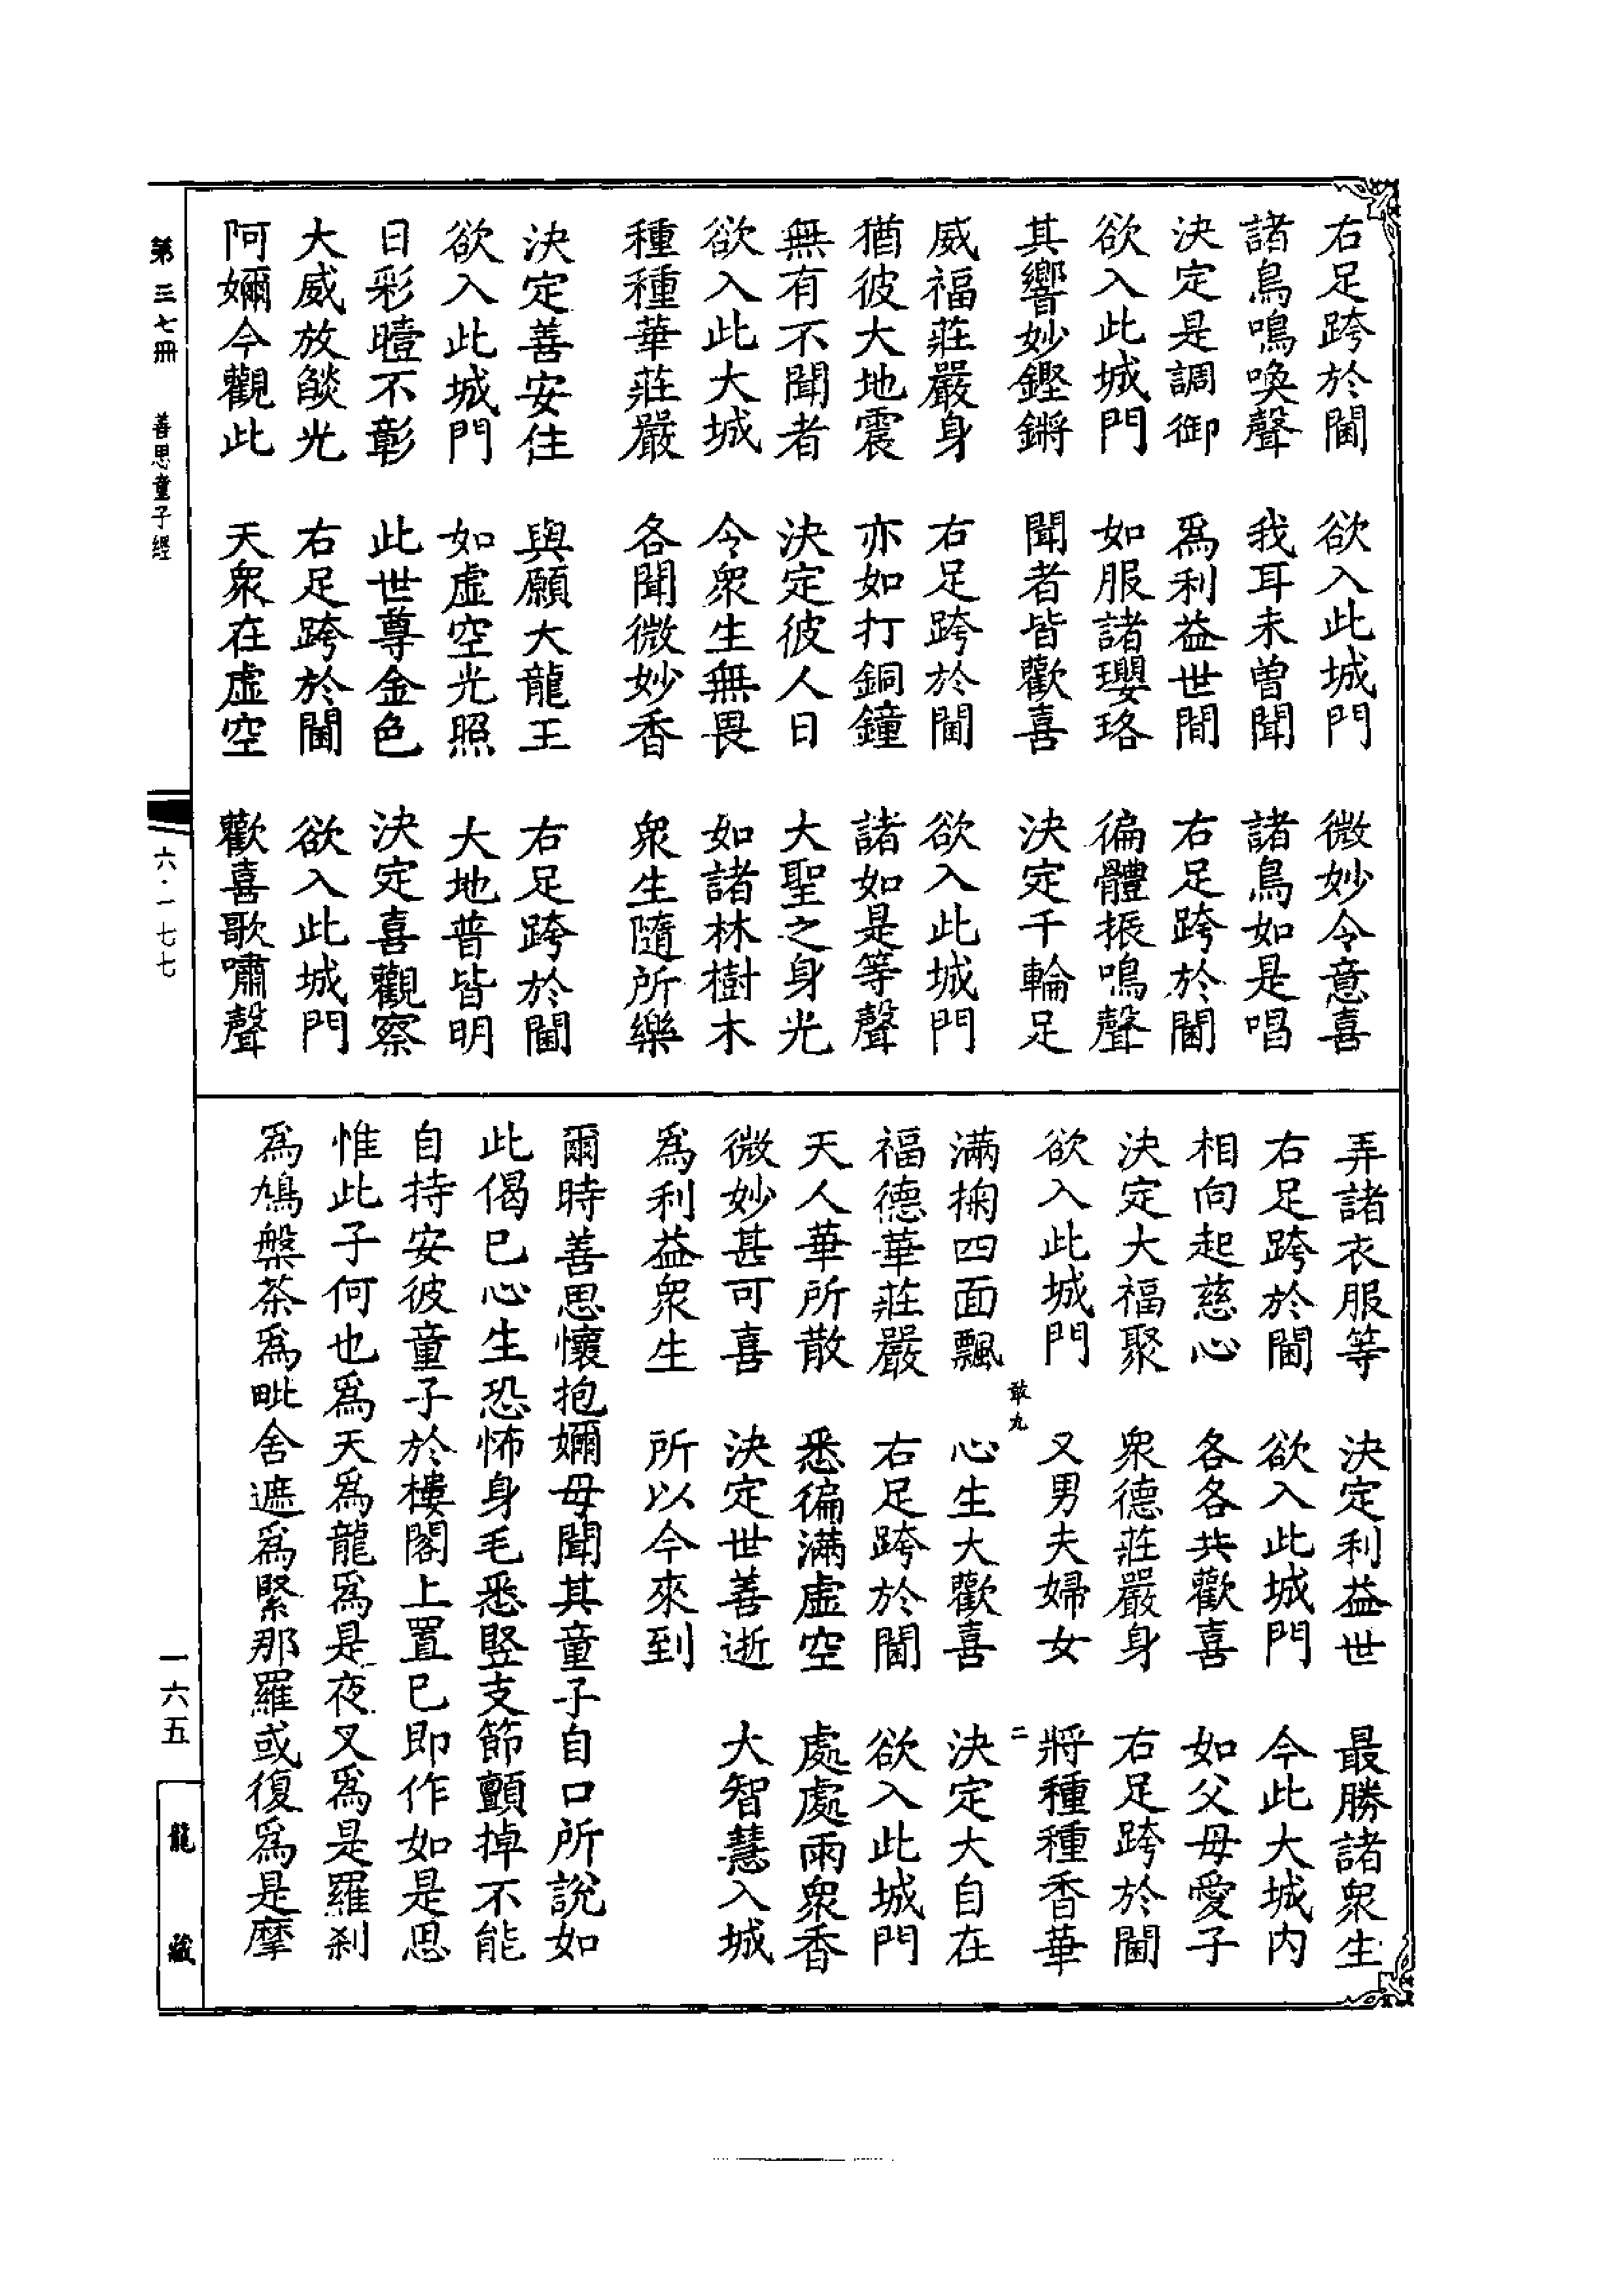 右足跨於閫　欲入此城門　微妙令意喜
諸鳥鳴喚聲　我耳未曾聞　諸鳥如是唱
決定是調御　爲利益世間　右足跨於閫
欲入此城門　如服諸瓔珞　徧體振鳴聲
其響妙鏗鏘　聞者皆歡喜　決定千輪足
威福莊嚴身　右足跨於閫　欲入此城門
猶彼大地震　亦如打銅鐘　諸如是等聲
無有不聞者　決定彼人日　大聖之身光
欲入此大城　令衆生無畏　如諸林樹木
種種華莊嚴　各聞微妙香　衆生隨所樂
決定善安住　與願大龍王　右足跨於閫
欲入此城門　如虛空光照　大地普皆明
日彩曀不彰　此世尊金色　決定喜觀察
大威放燄光　右足跨於閫　欲入此城門
阿嬭今觀此　天衆在虛空　歡喜歌嘯聲
弄諸衣服等　決定利益世　最勝諸衆生
右足跨於閫　欲入此城門　今此大城内
相向起慈心　各各共歡喜　如父母愛子
決定大福聚　衆德莊嚴身　右足跨於閫
欲入此城門　又男夫婦女　將種種香華
敢九　二
滿掬四面飄　心生大歡喜　決定大自在
福德華莊嚴　右足跨於閫　欲入此城門
天人華所散　悉徧滿虛空　處處雨衆香
微妙甚可喜　決定世善逝　大智慧入城
爲利益衆生　所以今來到
爾時善思懷抱嬭母聞其童子自口所說如
此偈已心生恐怖身毛悉豎支節顫掉不能
自持安彼童子於樓閣上置已即作如是思
惟此子何也爲天爲龍爲是夜叉爲是羅刹
爲鳩槃茶爲毗舍遮爲緊那羅或復爲是摩
第三七冊　善思童子經　六·一七七
一六五
龍藏